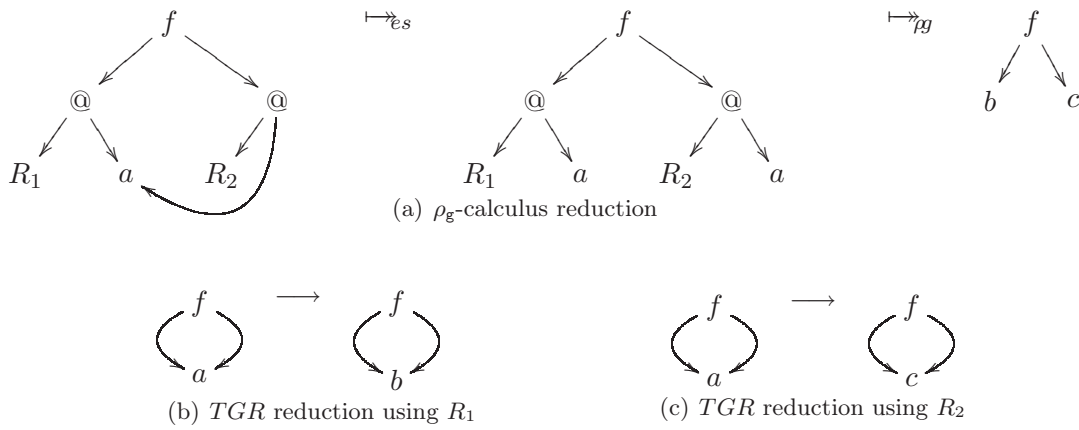 f ↦↠es f ↦↠ρg f
@ @ @ @ b c
R1 a R2 R1 a R2 a
(a) ρg-calculus reduction
f ⟶ f f ⟶ f
a b a c
(b) TGR reduction using R1 (c) TGR reduction using R2